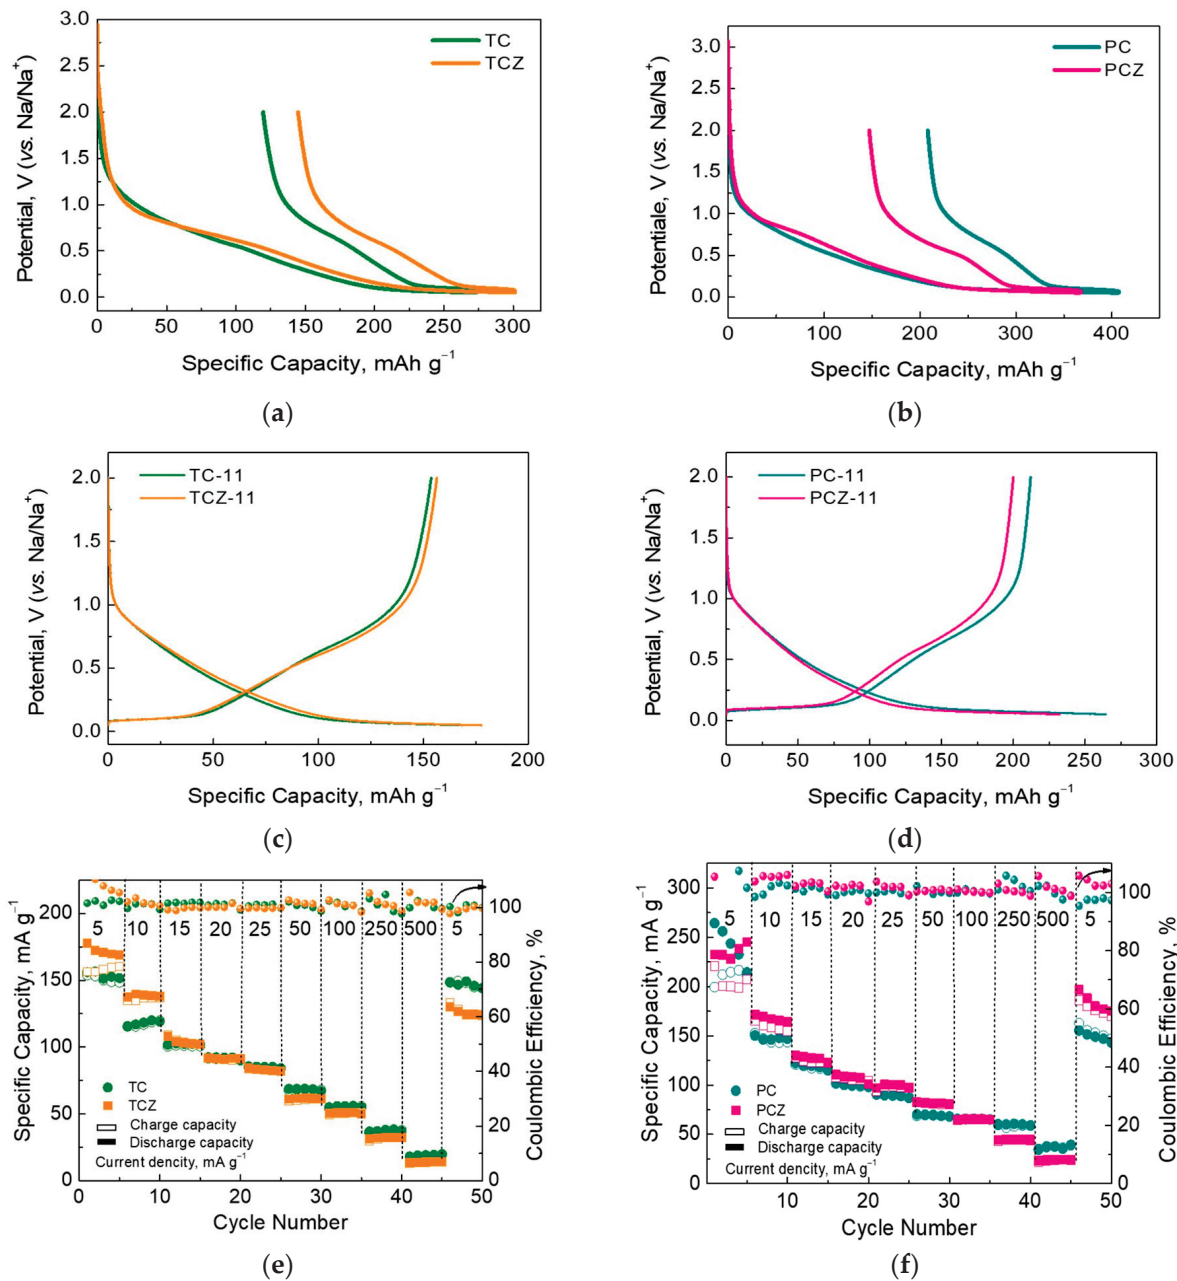 3.0
2.5
2.0
1.5
1.0
0.5
0.0
Potential, V (vs. Na/Na⁺)
TC
TCZ
0 50 100 150 200 250 300
Specific Capacity, mAh g⁻¹
(a)
3.0
2.5
2.0
1.5
1.0
0.5
0.0
Potentiale, V (vs. Na/Na⁺)
PC
PCZ
0 100 200 300 400
Specific Capacity, mAh g⁻¹
(b)
2.0
1.5
1.0
0.5
0.0
Potential, V (vs. Na/Na⁺)
TC-11
TCZ-11
0 50 100 150 200
Specific Capacity, mAh g⁻¹
(c)
2.0
1.5
1.0
0.5
0.0
Potential, V (vs. Na/Na⁺)
PC-11
PCZ-11
0 50 100 150 200 250 300
Specific Capacity, mAh g⁻¹
(d)
200
150
100
50
0
Specific Capacity, mA g⁻¹
5 10 15 20 25 50 100 250 500 5
TC
TCZ
Charge capacity
Discharge capacity
Current dencity, mA g⁻¹
100
80
60
40
20
0
Coulombic Efficiency, %
0 10 20 30 40 50
Cycle Number
(e)
300
250
200
150
100
50
0
Specific Capacity, mA g⁻¹
5 10 15 20 25 50 100 250 500 5
PC
PCZ
Charge capacity
Discharge capacity
Current dencity, mA g⁻¹
100
80
60
40
20
0
Coulombic Efficiency, %
10 20 30 40 50
Cycle Number
(f)